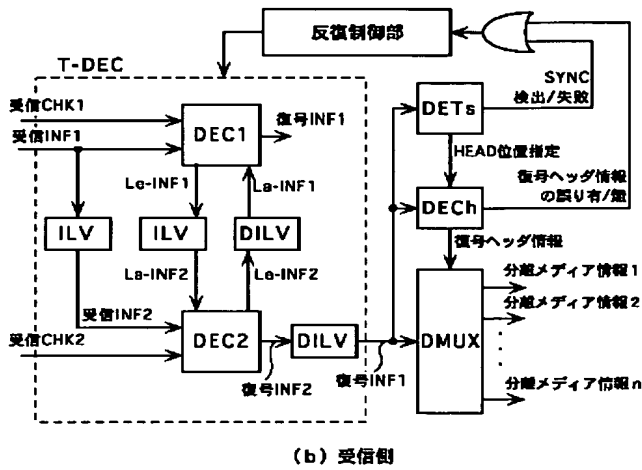 反復制御部
T-DEC
SYNC
検出/失敗
受信CHK1
受信INF1
DEC1
復号INF1
DETs
HEAD位置指定
Le-INF1
La-INF1
DECh
復号ヘッダ情報
の誤り有/無
ILV
ILV
DILV
復号ヘッダ情報
La-INF2
Le-INF2
分離メディア情報1
受信INF2
分離メディア情報2
受信CHK2
DEC2
DILV
DMUX
復号INF2
復号INF1
分離メディア情報n
(b) 受信側